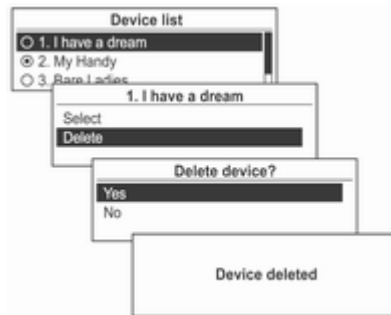 Device list
1. I have a dream
2. My Handy
3. Bare Ladies
1. I have a dream
Select
Delete
Delete device?
Yes
No
Device deleted